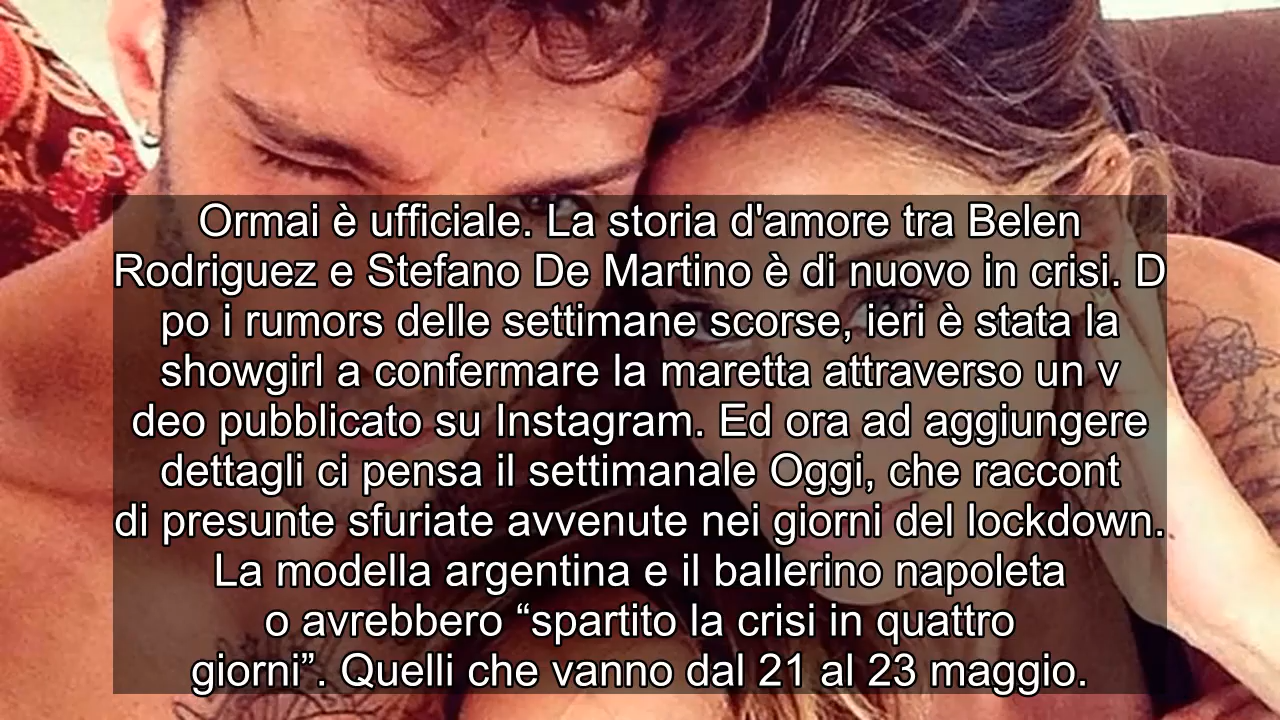 Ormai è ufficiale. La storia d'amore tra Belen
Rodriguez e Stefano De Martino è di nuovo in crisi. D
po i rumors delle settimane scorse, ieri è stata la
showgirl a confermare la maretta attraverso un v
deo pubblicato su Instagram. Ed ora ad aggiungere
dettagli ci pensa il settimanale Oggi, che raccont
di presunte sfuriate avvenute nei giorni del lockdown.
La modella argentina e il ballerino napoleta
o avrebbero “spartito la crisi in quattro
giorni”. Quelli che vanno dal 21 al 23 maggio.